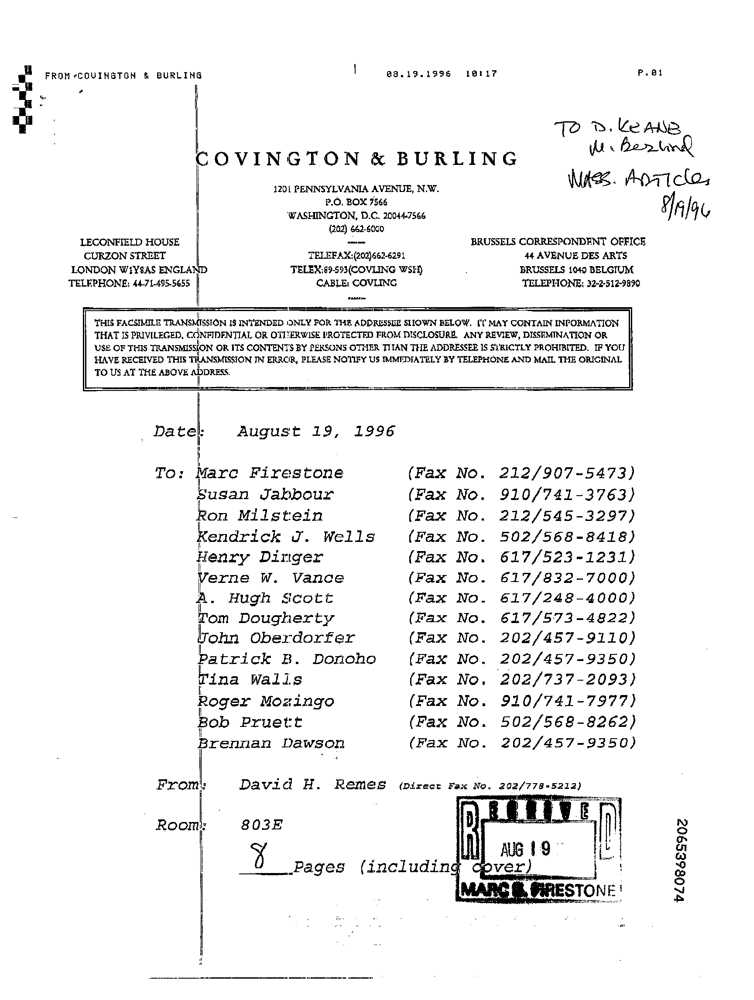 FROM COVINGTON & BURLING 08.19.1996 10:17 P.01
TO D. KEANE
M. Berlind
MASS. ARTICLES
8/19/96
COVINGTON & BURLING
1201 PENNSYLVANIA AVENUE, N.W.
P.O. BOX 7566
WASHINGTON, D.C. 20044-7566
(202) 662-6000
LECONFIELD HOUSE
CURZON STREET
LONDON W1Y8AS ENGLAND
TELEPHONE: 44-71-495-5655
TELEFAX:(202)662-6291
TELEX:89-593(COVLING WSH)
CABLE: COVLING
BRUSSELS CORRESPONDENT OFFICE
44 AVENUE DES ARTS
BRUSSELS 1040 BELGIUM
TELEPHONE: 32-2-512-9890
THIS FACSIMILE TRANSMISSION IS INTENDED ONLY FOR THE ADDRESSEE SHOWN BELOW. IT MAY CONTAIN INFORMATION
THAT IS PRIVILEGED, CONFIDENTIAL OR OTHERWISE PROTECTED FROM DISCLOSURE. ANY REVIEW, DISSEMINATION OR
USE OF THIS TRANSMISSION OR ITS CONTENTS BY PERSONS OTHER THAN THE ADDRESSEE IS STRICTLY PROHIBITED. IF YOU
HAVE RECEIVED THIS TRANSMISSION IN ERROR, PLEASE NOTIFY US IMMEDIATELY BY TELEPHONE AND MAIL THE ORIGINAL
TO US AT THE ABOVE ADDRESS.
Date: August 19, 1996
To: Marc Firestone (Fax No. 212/907-5473)
Susan Jabbour (Fax No. 910/741-3763)
Ron Milstein (Fax No. 212/545-3297)
Kendrick J. Wells (Fax No. 502/568-8418)
Henry Dinger (Fax No. 617/523-1231)
Verne W. Vance (Fax No. 617/832-7000)
A. Hugh Scott (Fax No. 617/248-4000)
Tom Dougherty (Fax No. 617/573-4822)
John Oberdorfer (Fax No. 202/457-9110)
Patrick B. Donoho (Fax No. 202/457-9350)
Tina Walls (Fax No. 202/737-2093)
Roger Mozingo (Fax No. 910/741-7977)
Bob Pruett (Fax No. 502/568-8262)
Brennan Dawson (Fax No. 202/457-9350)
From: David H. Remes (Direct Fax No. 202/778-5212)
Room: 803E
8 Pages (including cover)
RECEIVED
AUG 19
MARC S. FIRESTONE
2065398074